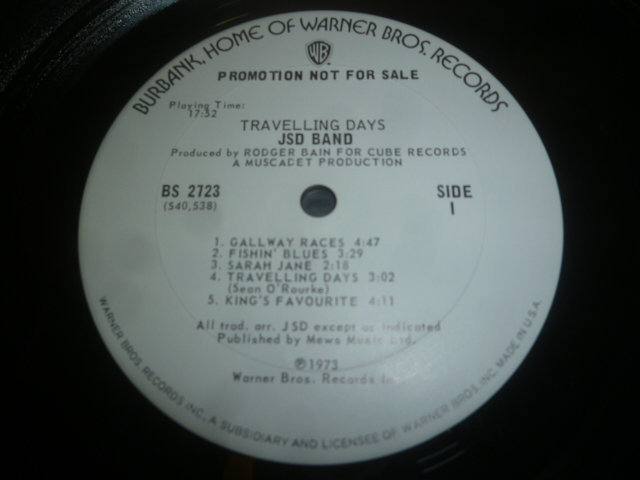 BURBANK, HOME OF WARNER BROS. RECORDS
WB
PROMOTION NOT FOR SALE
Playing Time:
17:52
TRAVELLING DAYS
JSD BAND
Produced by RODGER BAIN FOR CUBE RECORDS
A MUSCADET PRODUCTION
BS 2723
(S40,538)
SIDE
1
1. GALLWAY RACES 4:47
2. FISHIN' BLUES 3:29
3. SARAH JANE 2:18
4. TRAVELLING DAYS 3:02
(Sean O'Rourke)
5. KING'S FAVOURITE 4:11
All trad. arr. JSD except as indicated
Published by Mews Music Ltd.
℗1973
Warner Bros. Records
WARNER BROS. RECORDS INC., A SUBSIDIARY AND LICENSEE OF WARNER BROS. INC. MADE IN U.S.A.